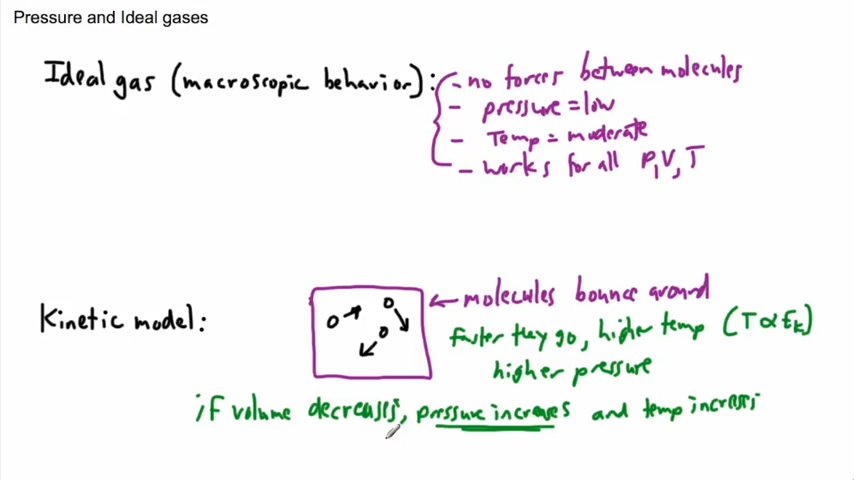 Pressure and Ideal gases
Ideal gas (macroscopic behavior):
- no forces between molecules
- pressure = low
- Temp = moderate
- works for all P, V, T
Kinetic model:
molecules bounce around
faster they go, higher temp (T∝Ek)
higher pressure
if volume decreases, pressure increases and temp increases